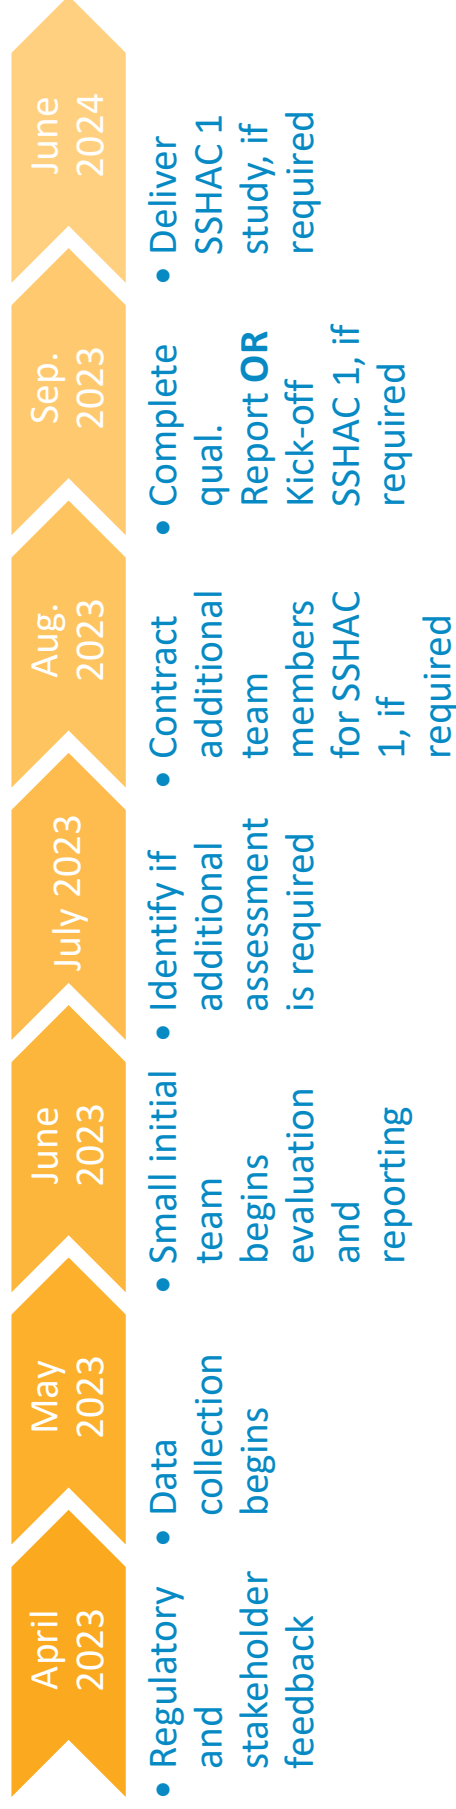 April
2023
• Regulatory
and
stakeholder
feedback
May
2023
• Data
collection
begins
June
2023
• Small initial
team
begins
evaluation
and
reporting
July 2023
• Identify if
additional
assessment
is required
Aug.
2023
• Contract
additional
team
members
for SSHAC
1, if
required
Sep.
2023
• Complete
qual.
Report OR
Kick-off
SSHAC 1, if
required
June
2024
• Deliver
SSHAC 1
study, if
required